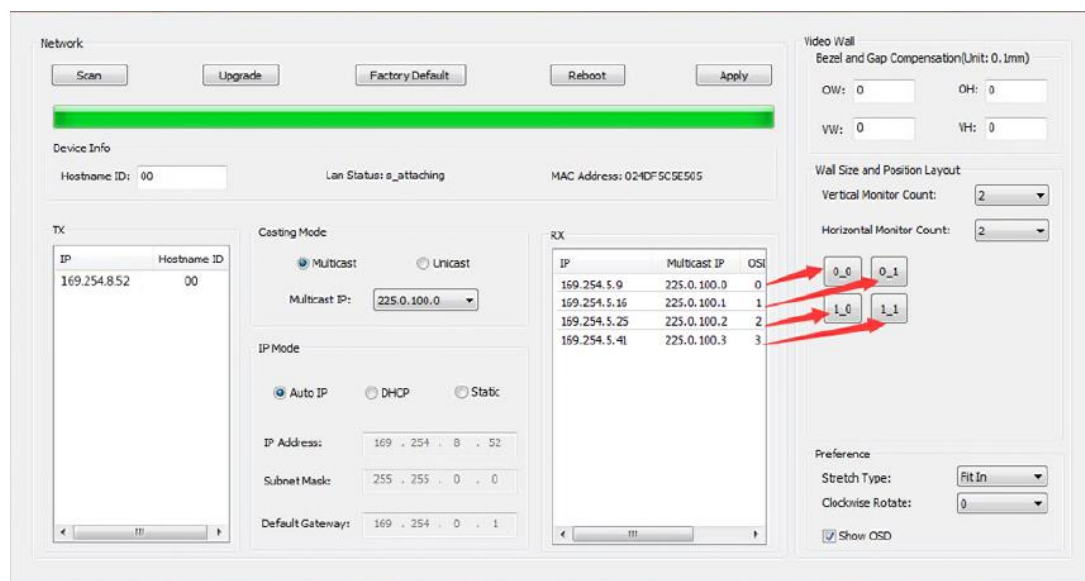 Network
Scan Upgrade Factory Default Reboot Apply
Device Info
Hostname ID: 00 Lan Status: s_attaching MAC Address: 024DF5C5E505
TX
IP Hostname ID
169.254.8.52 00
Casting Mode
Multicast Unicast
Multicast IP: 225.0.100.0
IP Mode
Auto IP DHCP Static
IP Address: 169 . 254 . 8 . 52
Subnet Mask: 255 . 255 . 0 . 0
Default Gateway: 169 . 254 . 0 . 1
RX
IP Multicast IP OSI
169.254.5.9 225.0.100.0 0
169.254.5.16 225.0.100.1 1
169.254.5.25 225.0.100.2 2
169.254.5.41 225.0.100.3 3
Video Wall
Bezel and Gap Compensation(Unit: 0.1mm)
OW: 0 OH: 0
VW: 0 VH: 0
Wall Size and Position Layout
Vertical Monitor Count: 2
Horizontal Monitor Count: 2
0_0 0_1
1_0 1_1
Preference
Stretch Type: Fit In
Clockwise Rotate: 0
Show OSD